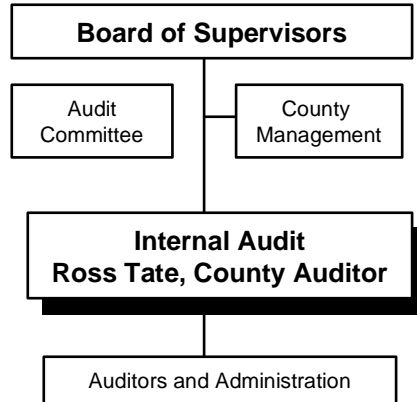 Board of Supervisors
Audit
Committee
County
Management
Internal Audit
Ross Tate, County Auditor
Auditors and Administration